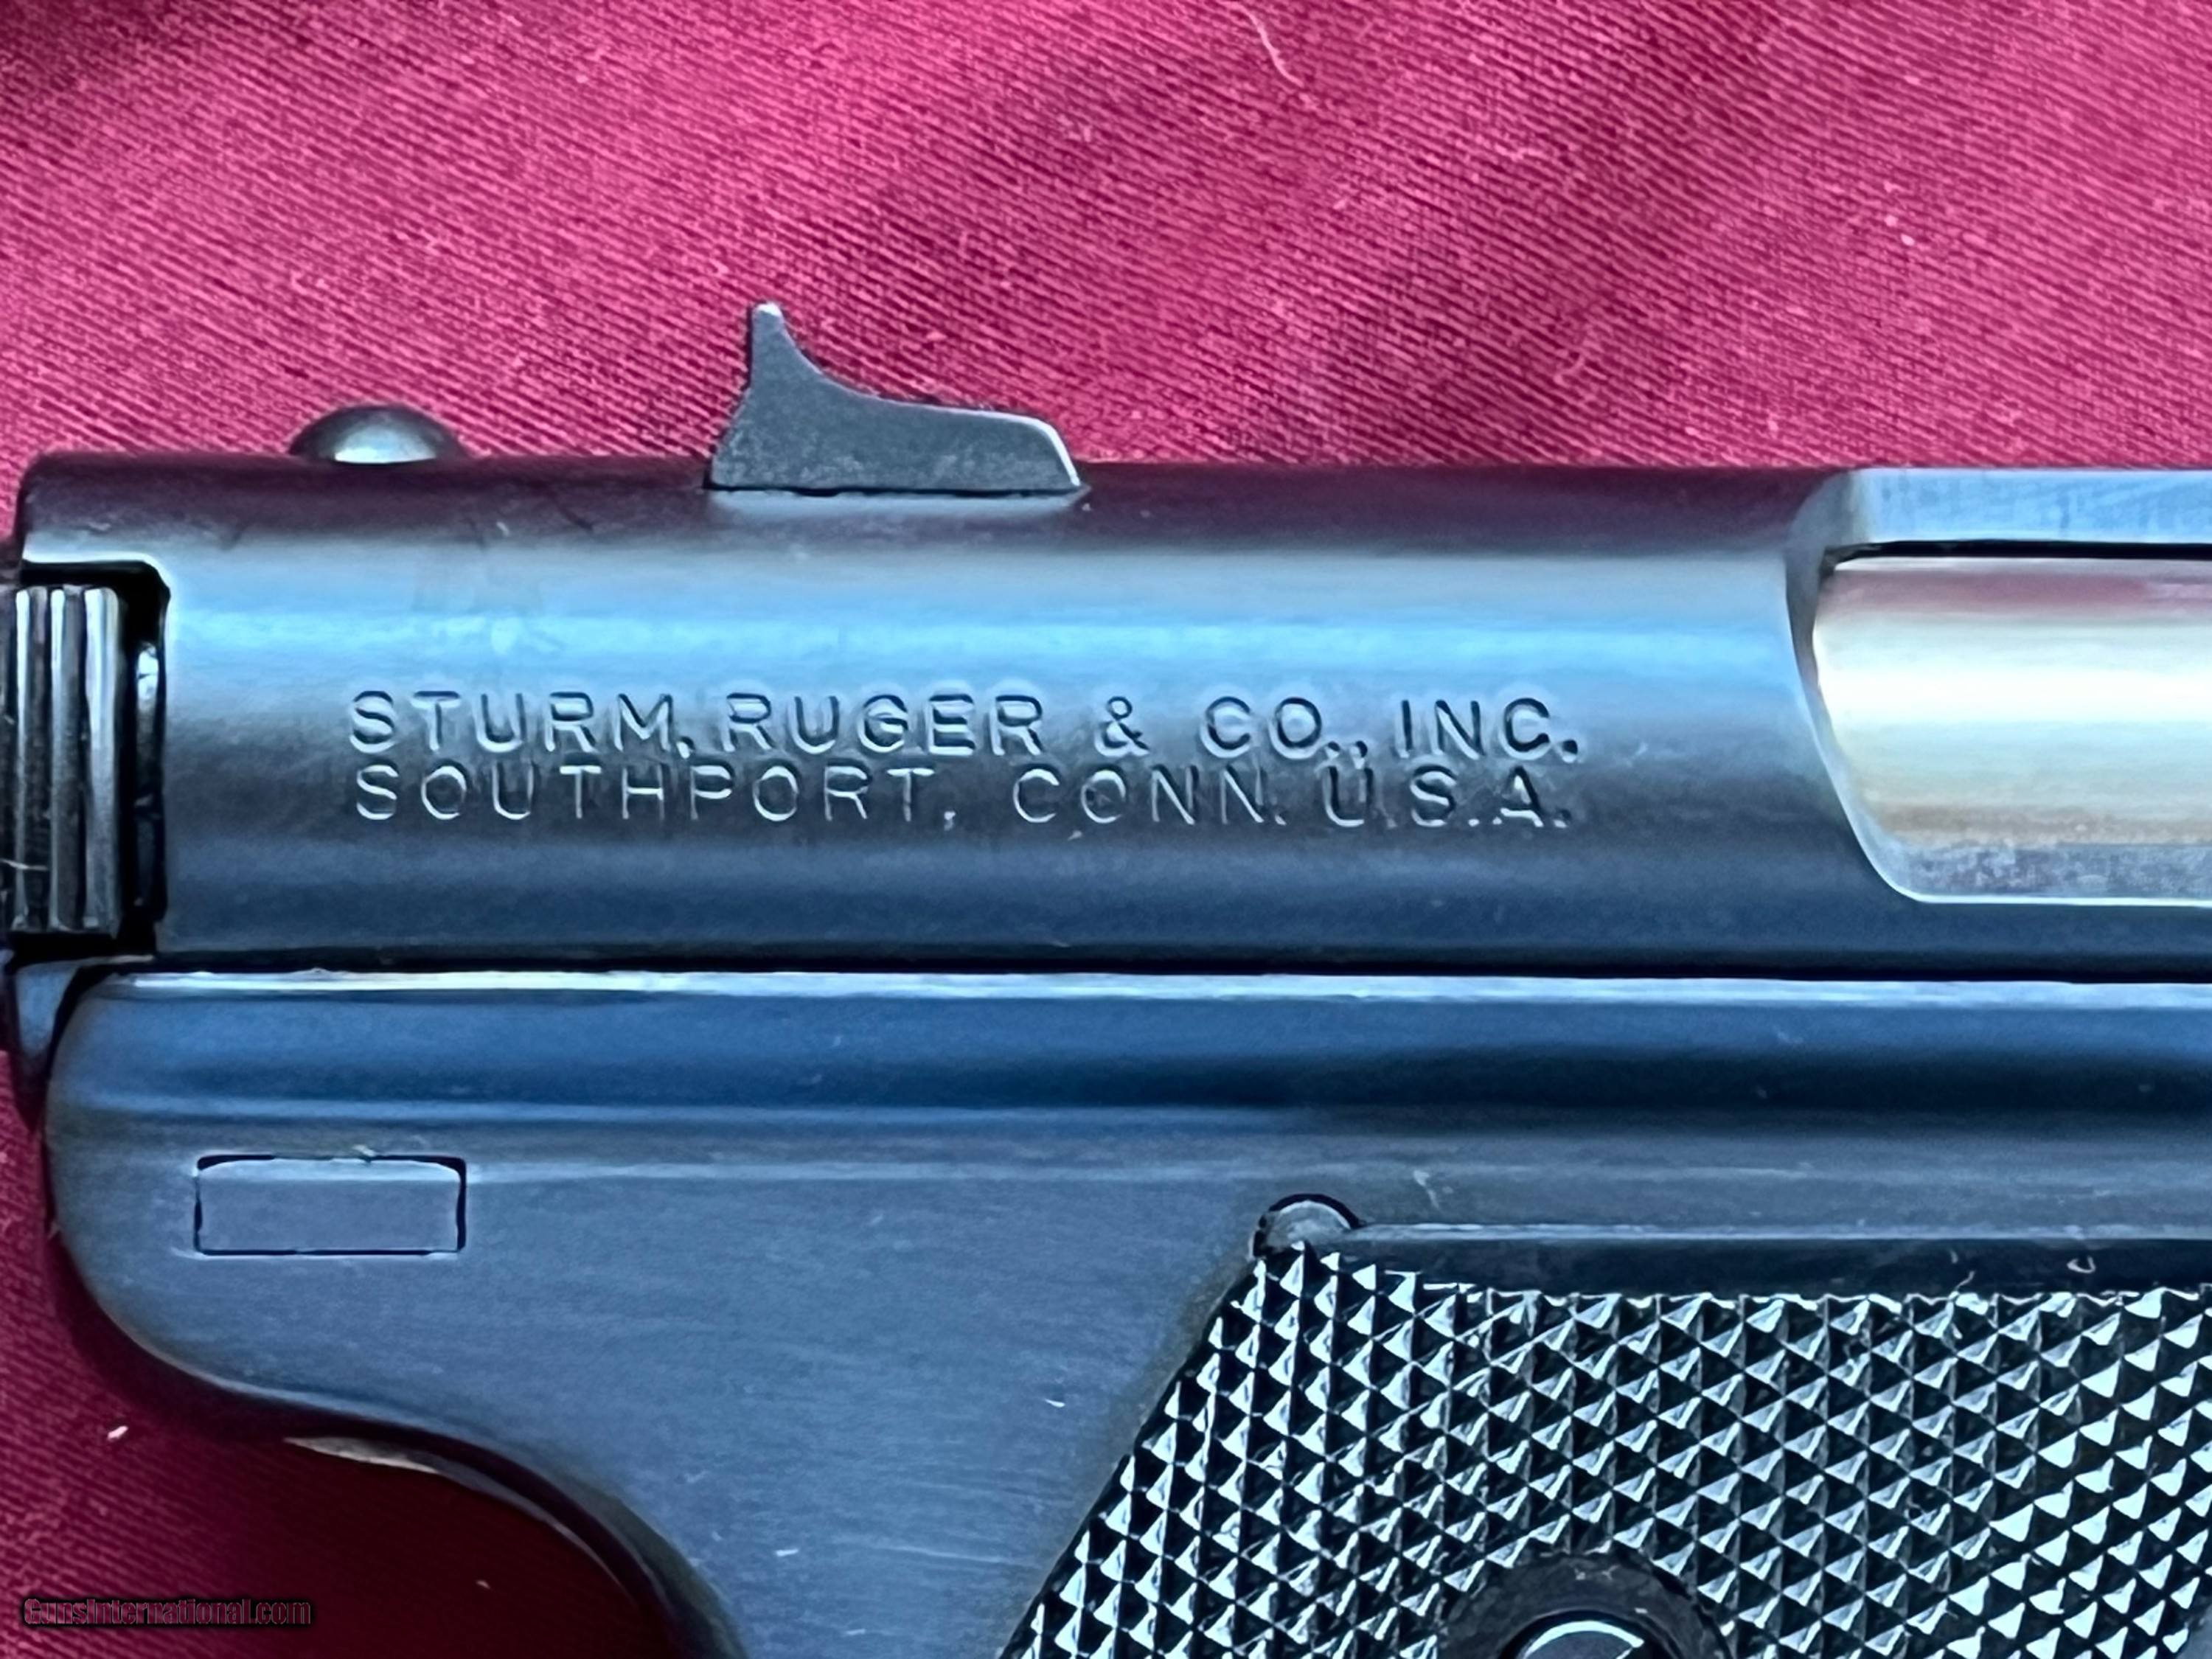 STURM, RUGER & CO., INC.
SOUTHPORT, CONN. U.S.A.
GunsInternational.com